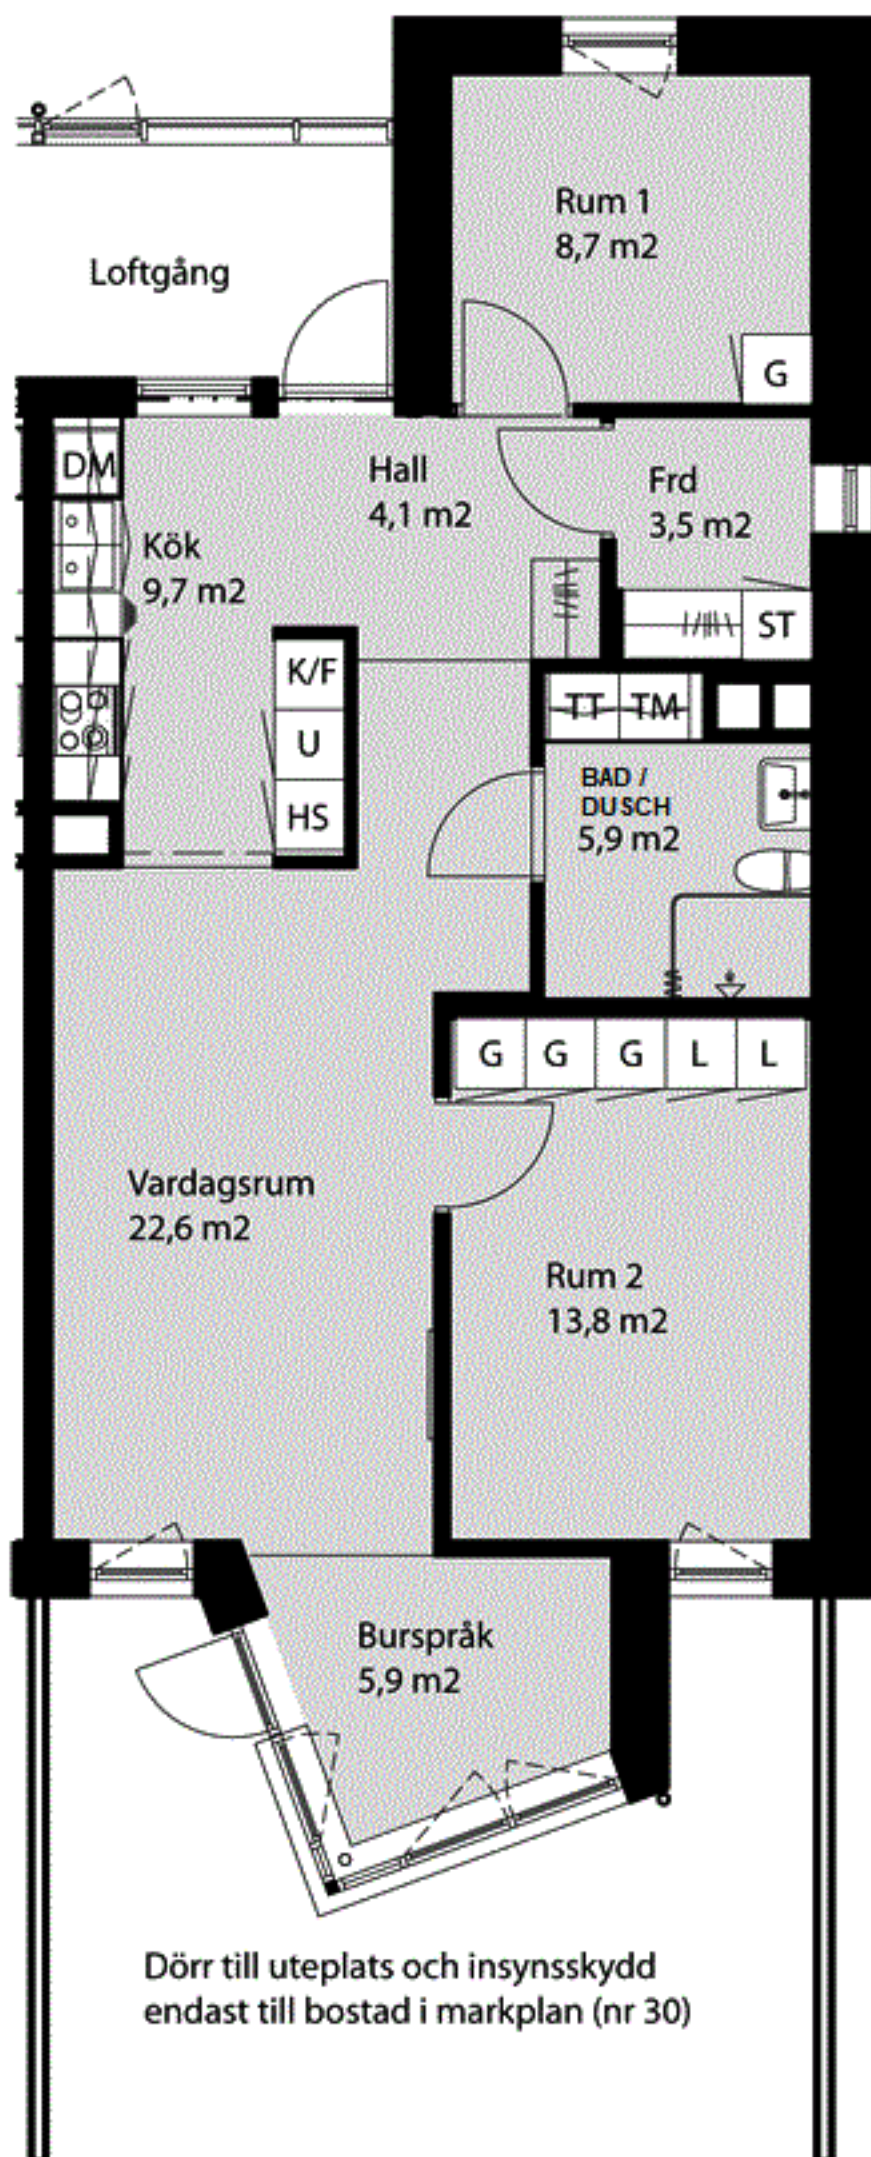 Rum 1
8,7 m2
Loftgång
G
DM
Hall
4,1 m2
Frd
3,5 m2
Kök
9,7 m2
ST
K/F
U
HS
TT TM
BAD /
DUSCH
5,9 m2
G G G L L
Vardagsrum
22,6 m2
Rum 2
13,8 m2
Burspråk
5,9 m2
Dörr till uteplats och insynsskydd
endast till bostad i markplan (nr 30)